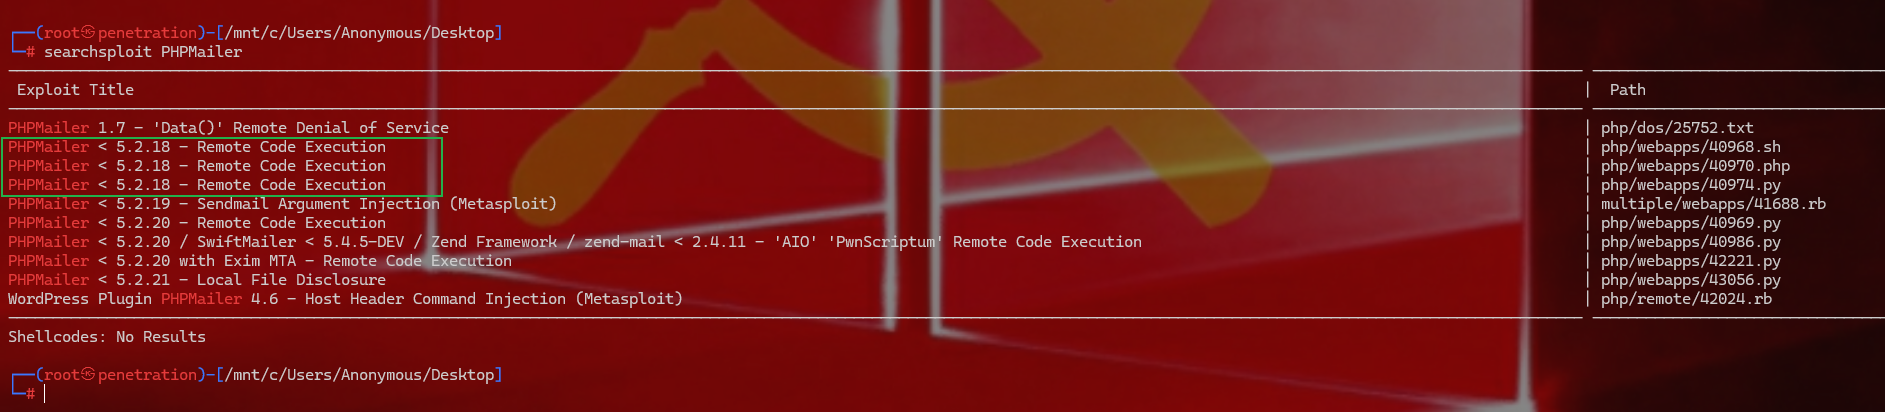 ┌──(root㉿penetration)-[/mnt/c/Users/Anonymous/Desktop]
└─# searchsploit PHPMailer
Exploit Title | Path
PHPMailer 1.7 - 'Data()' Remote Denial of Service | php/dos/25752.txt
PHPMailer < 5.2.18 - Remote Code Execution | php/webapps/40968.sh
PHPMailer < 5.2.18 - Remote Code Execution | php/webapps/40970.php
PHPMailer < 5.2.18 - Remote Code Execution | php/webapps/40974.py
PHPMailer < 5.2.19 - Sendmail Argument Injection (Metasploit) | multiple/webapps/41688.rb
PHPMailer < 5.2.20 - Remote Code Execution | php/webapps/40969.py
PHPMailer < 5.2.20 / SwiftMailer < 5.4.5-DEV / Zend Framework / zend-mail < 2.4.11 - 'AIO' 'PwnScriptum' Remote Code Execution | php/webapps/40986.py
PHPMailer < 5.2.20 with Exim MTA - Remote Code Execution | php/webapps/42221.py
PHPMailer < 5.2.21 - Local File Disclosure | php/webapps/43056.py
WordPress Plugin PHPMailer 4.6 - Host Header Command Injection (Metasploit) | php/remote/42024.rb
Shellcodes: No Results
┌──(root㉿penetration)-[/mnt/c/Users/Anonymous/Desktop]
└─#